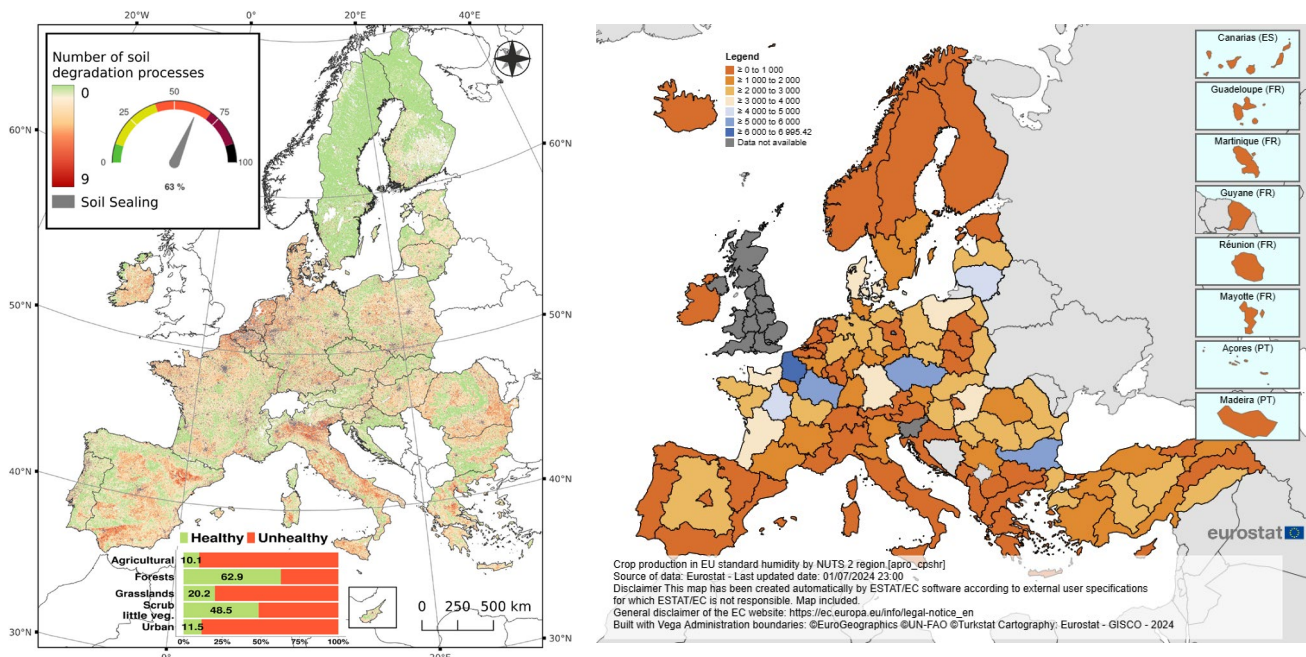 20°W
0°
20°E
40°E
Number of soil
degradation processes
0
9
0
25
50
75
100
63 %
Soil Sealing
60°N
60°N
50°N
50°N
40°N
40°N
30°N
30°N
0°
20°E
Healthy
Unhealthy
Agricultural
10.1
Forests
62.9
Grasslands
20.2
Scrub
little veg.
48.5
Urban
11.5
0%
25%
50%
75%
100%
0 250 500 km
Legend
≥ 0 to 1 000
≥ 1 000 to 2 000
≥ 2 000 to 3 000
≥ 3 000 to 4 000
≥ 4 000 to 5 000
≥ 5 000 to 6 000
≥ 6 000 to 6 995.42
Data not available
Canarias (ES)
Guadeloupe (FR)
Martinique (FR)
Guyane (FR)
Réunion (FR)
Mayotte (FR)
Açores (PT)
Madeira (PT)
eurostat
Crop production in EU standard humidity by NUTS 2 region.[apro_cpshr]
Source of data: Eurostat - Last updated date: 01/07/2024 23:00
Disclaimer This map has been created automatically by ESTAT/EC software according to external user specifications
for which ESTAT/EC is not responsible. Map included.
General disclaimer of the EC website: https://ec.europa.eu/info/legal-notice_en
Built with Vega Administration boundaries: ©EuroGeographics ©UN-FAO ©Turkstat Cartography: Eurostat - GISCO - 2024